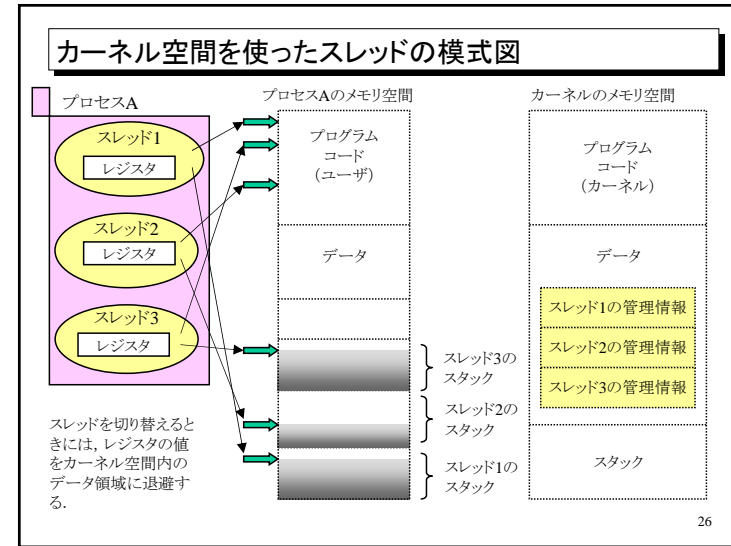 カーネル空間を使ったスレッドの模式図
プロセスA
スレッド1
レジスタ
スレッド2
レジスタ
スレッド3
レジスタ
スレッドを切り替えると
きには，レジスタの値
をカーネル空間内の
データ領域に退避す
る．
プロセスAのメモリ空間
プログラム
コード
（ユーザ）
データ
スレッド3の
スタック
スレッド2の
スタック
スレッド1の
スタック
カーネルのメモリ空間
プログラム
コード
（カーネル）
データ
スレッド1の管理情報
スレッド2の管理情報
スレッド3の管理情報
スタック
26